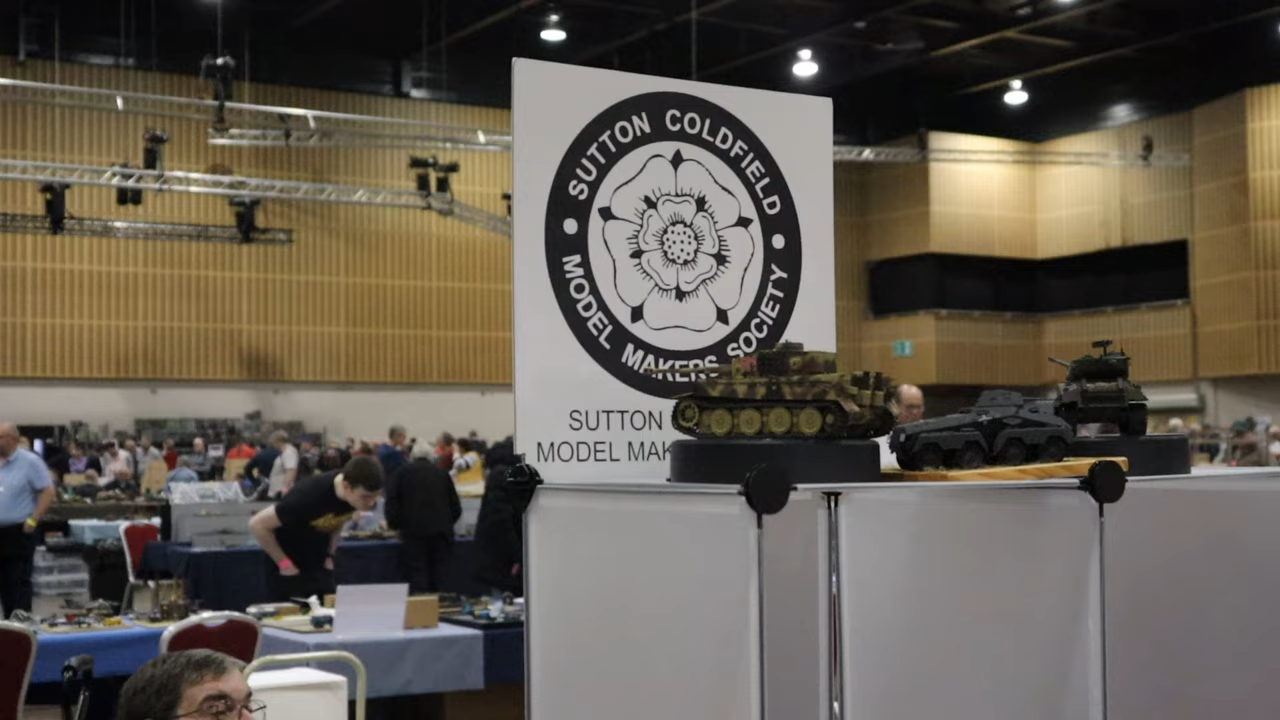 SUTTON COLDFIELD
MODEL MAKERS SOCIETY
SUTTON
MODEL MAK